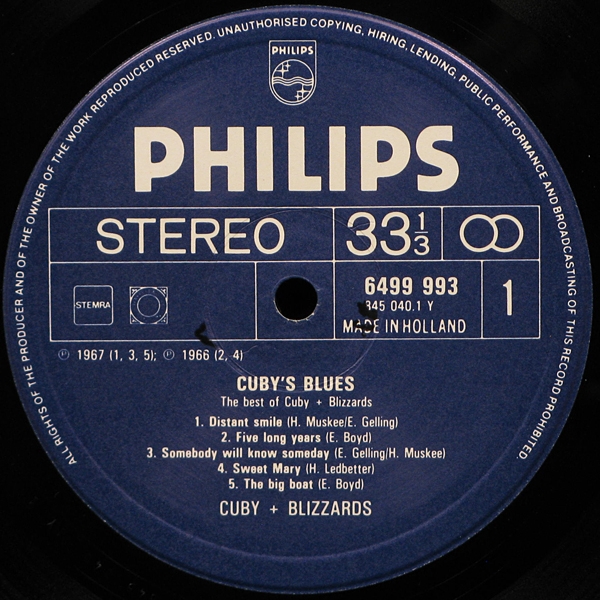 ALL RIGHTS OF THE PRODUCER AND OF THE OWNER OF THE WORK REPRODUCED RESERVED. UNAUTHORISED COPYING, HIRING, LENDING, PUBLIC PERFORMANCE AND BROADCASTING OF THIS RECORD PROHIBITED.
PHILIPS
PHILIPS
STEREO
33 1/3
STEMRA
6499 993
845 040.1 Y
MADE IN HOLLAND
1
℗ 1967 (1, 3, 5); ℗ 1966 (2, 4)
CUBY'S BLUES
The best of Cuby + Blizzards
1. Distant smile (H. Muskee/E. Gelling)
2. Five long years (E. Boyd)
3. Somebody will know someday (E. Gelling/H. Muskee)
4. Sweet Mary (H. Ledbetter)
5. The big boat (E. Boyd)
CUBY + BLIZZARDS